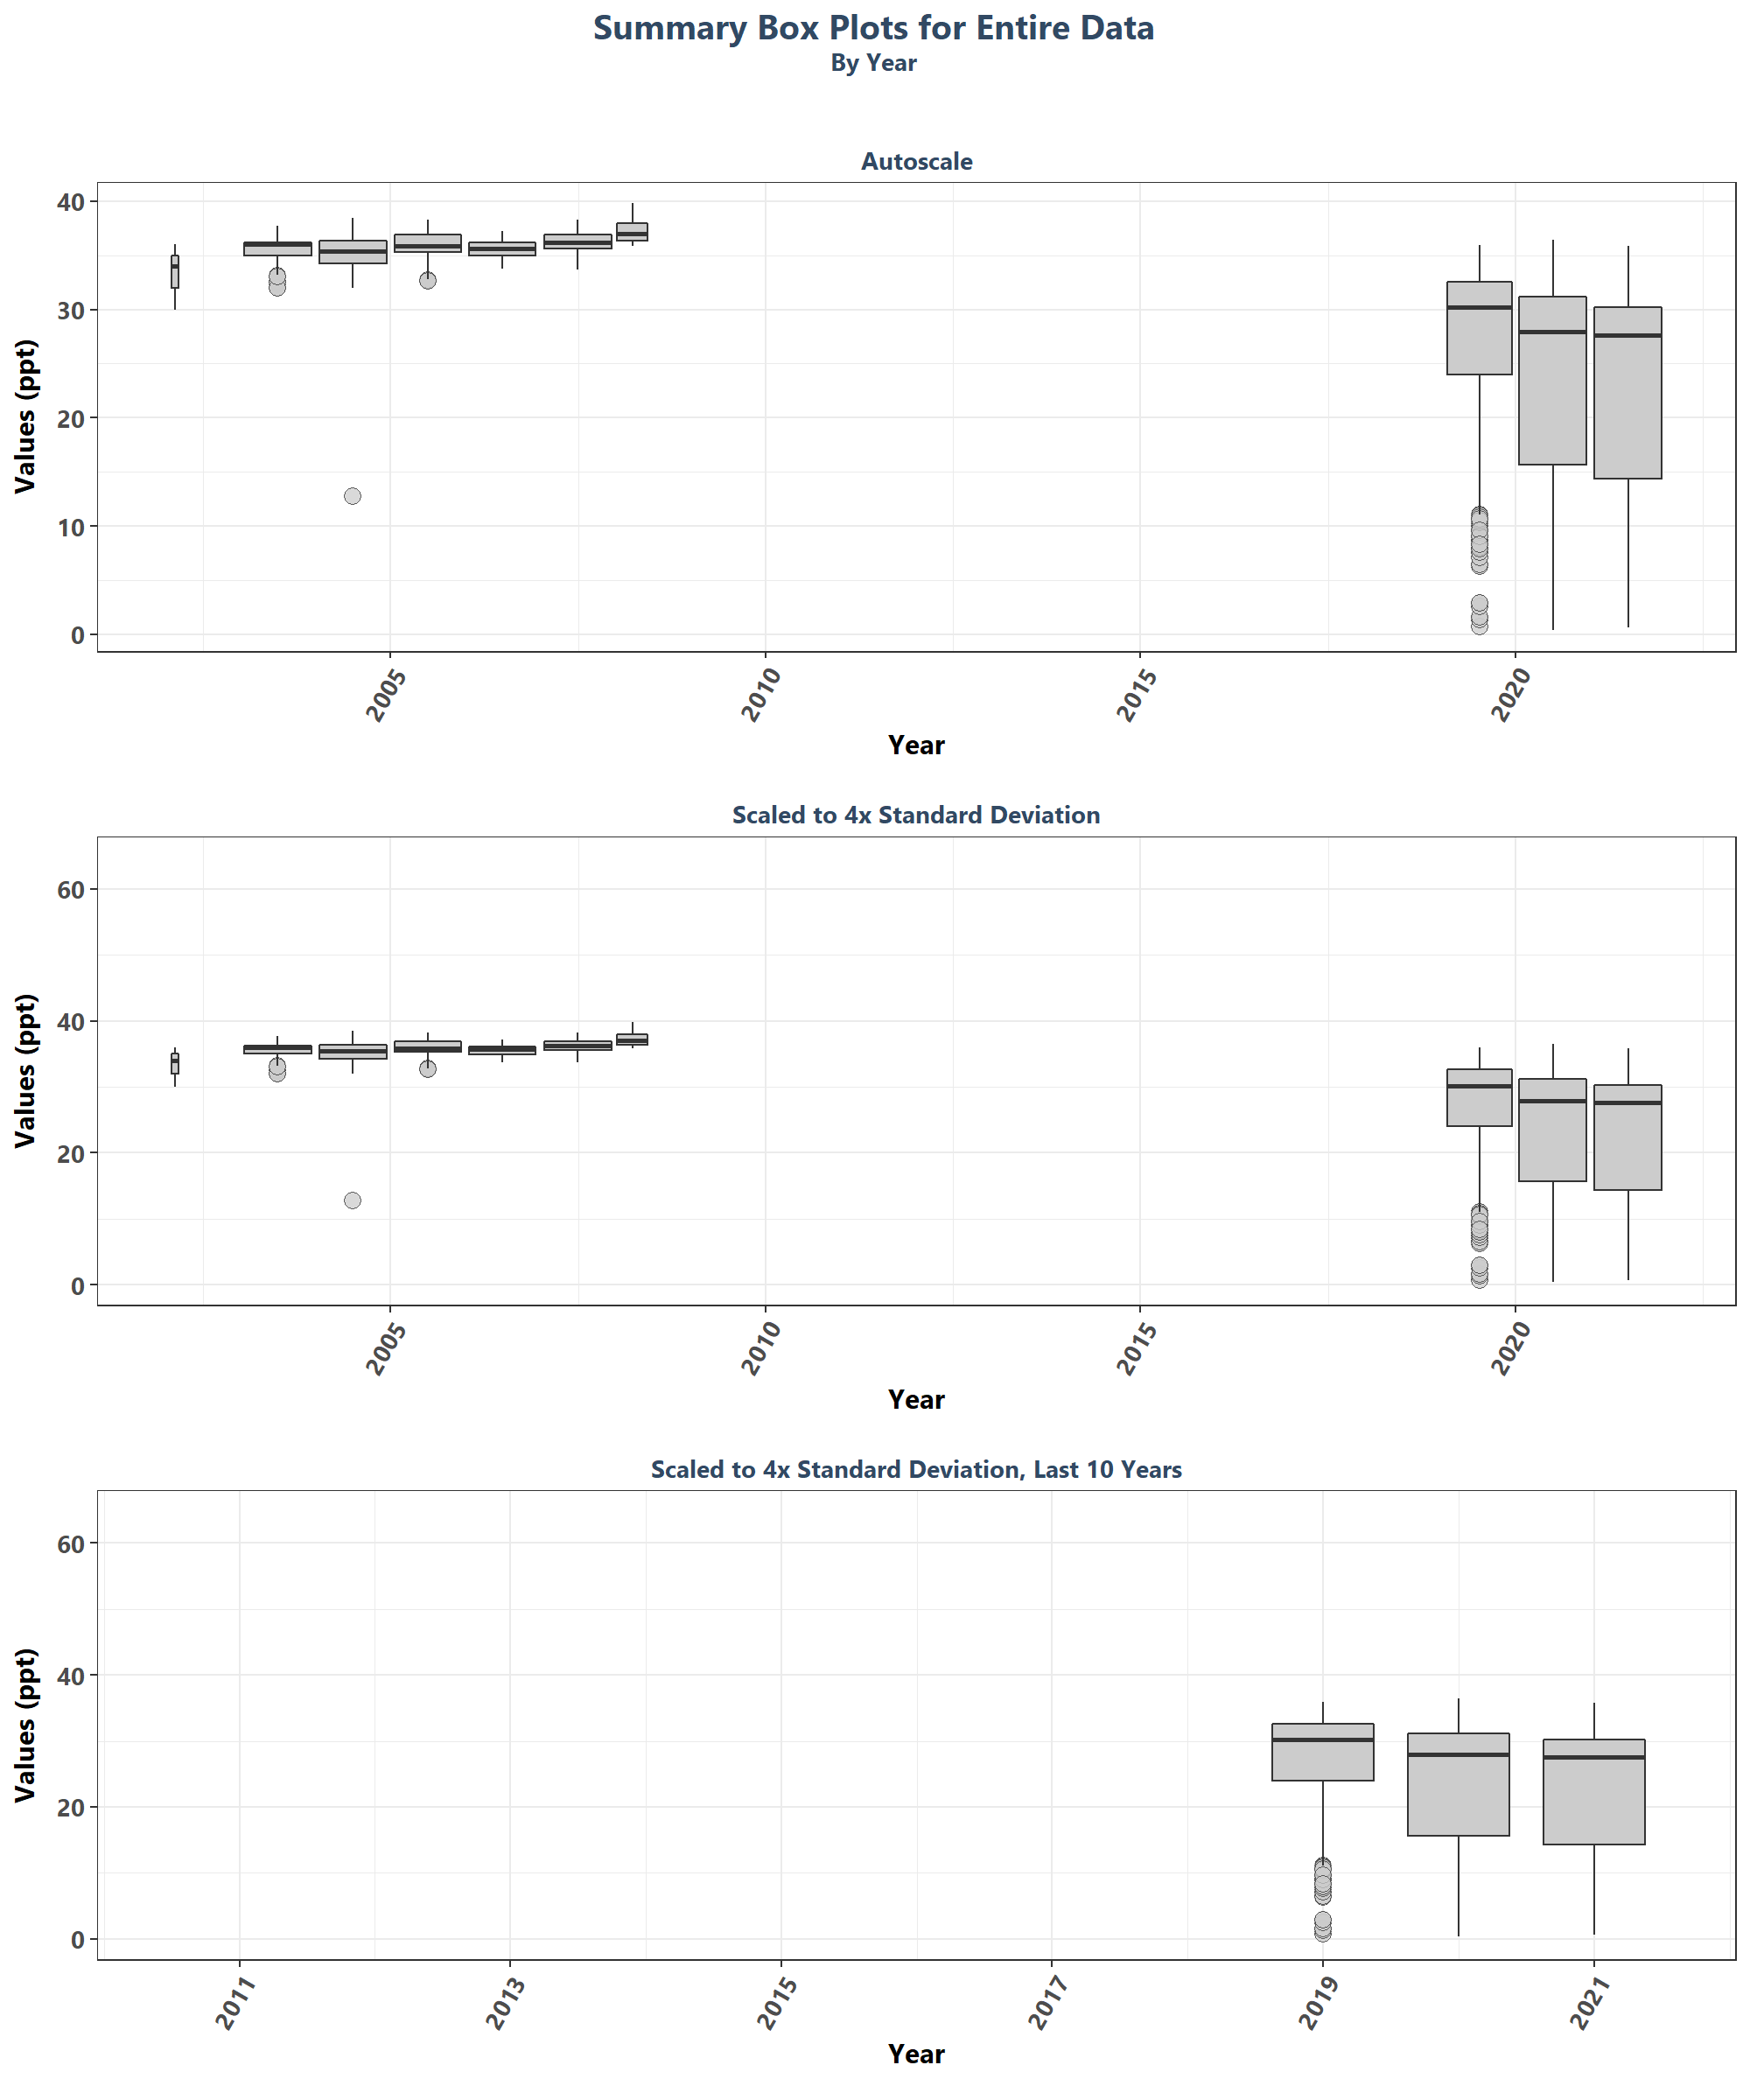 Summary Box Plots for Entire Data
By Year
Autoscale
Values (ppt)
40
30
20
10
0
2005
2010
2015
2020
Year
Scaled to 4x Standard Deviation
Values (ppt)
60
40
20
0
2005
2010
2015
2020
Year
Scaled to 4x Standard Deviation, Last 10 Years
Values (ppt)
60
40
20
0
2011
2013
2015
2017
2019
2021
Year